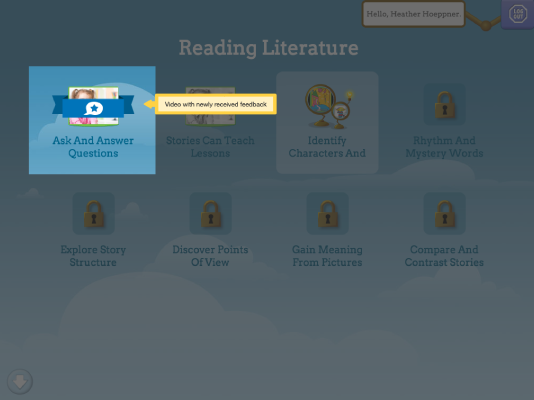 Hello, Heather Hoeppner.
LOG
OUT
Reading Literature
Video with newly received feedback
Ask And Answer
Questions
Stories Can Teach
Lessons
Identify
Characters And
Rhythm And
Mystery Words
Explore Story
Structure
Discover Points
Of View
Gain Meaning
From Pictures
Compare And
Contrast Stories